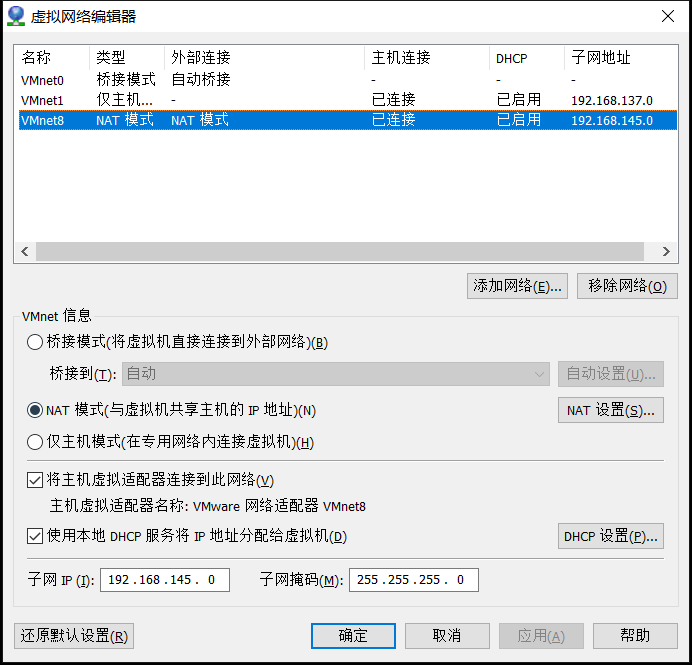 虚拟网络编辑器
名称 类型 外部连接 主机连接 DHCP 子网地址
VMnet0 桥接模式 自动桥接 - - -
VMnet1 仅主机... - 已连接 已启用 192.168.137.0
VMnet8 NAT 模式 NAT 模式 已连接 已启用 192.168.145.0
添加网络(E)... 移除网络(O)
VMnet 信息
桥接模式(将虚拟机直接连接到外部网络)(B)
桥接到(T): 自动 自动设置(U)...
NAT 模式(与虚拟机共享主机的 IP 地址)(N) NAT 设置(S)...
仅主机模式(在专用网络内连接虚拟机)(H)
将主机虚拟适配器连接到此网络(V)
主机虚拟适配器名称: VMware 网络适配器 VMnet8
使用本地 DHCP 服务将 IP 地址分配给虚拟机(D) DHCP 设置(P)...
子网 IP (I): 192.168.145. 0 子网掩码(M): 255.255.255. 0
还原默认设置(R) 确定 取消 应用(A) 帮助